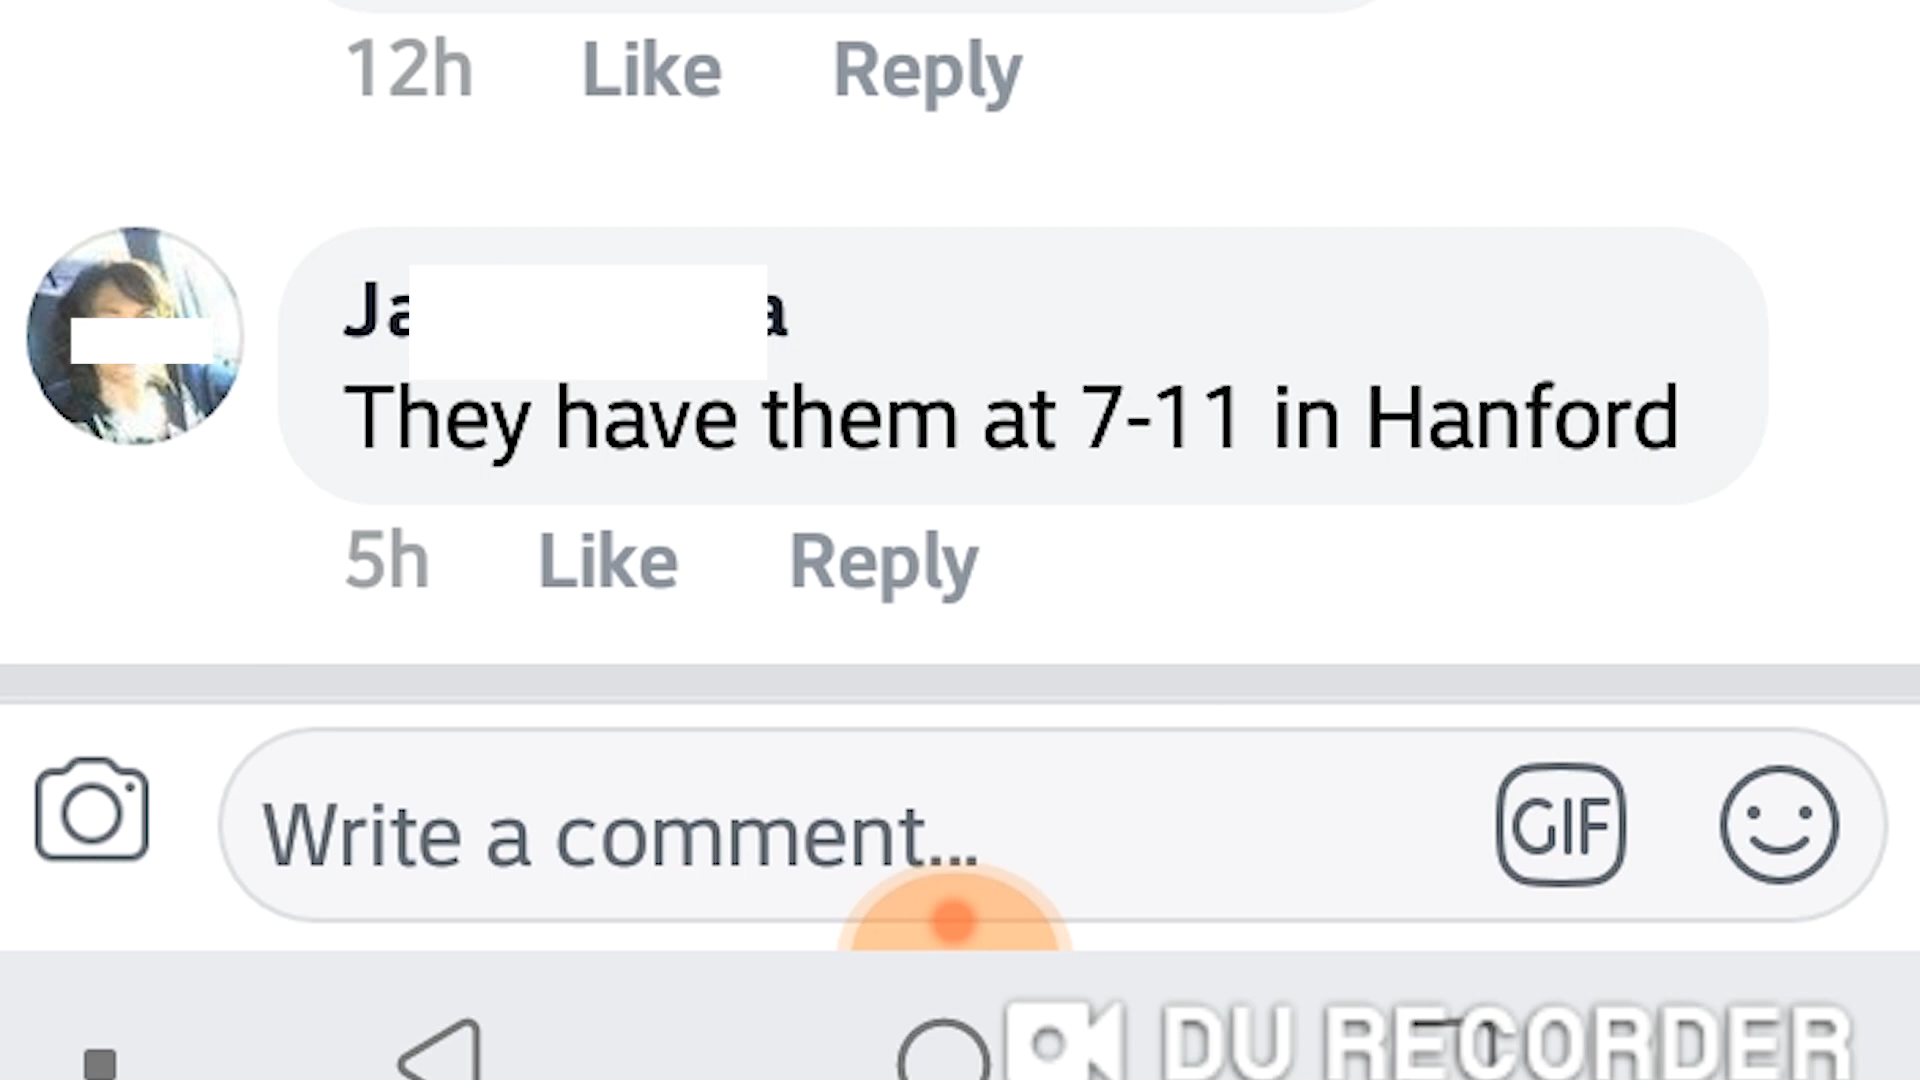 12h Like Reply
They have them at 7-11 in Hanford
5h Like Reply
Write a comment...
GIF
DU RECORDER